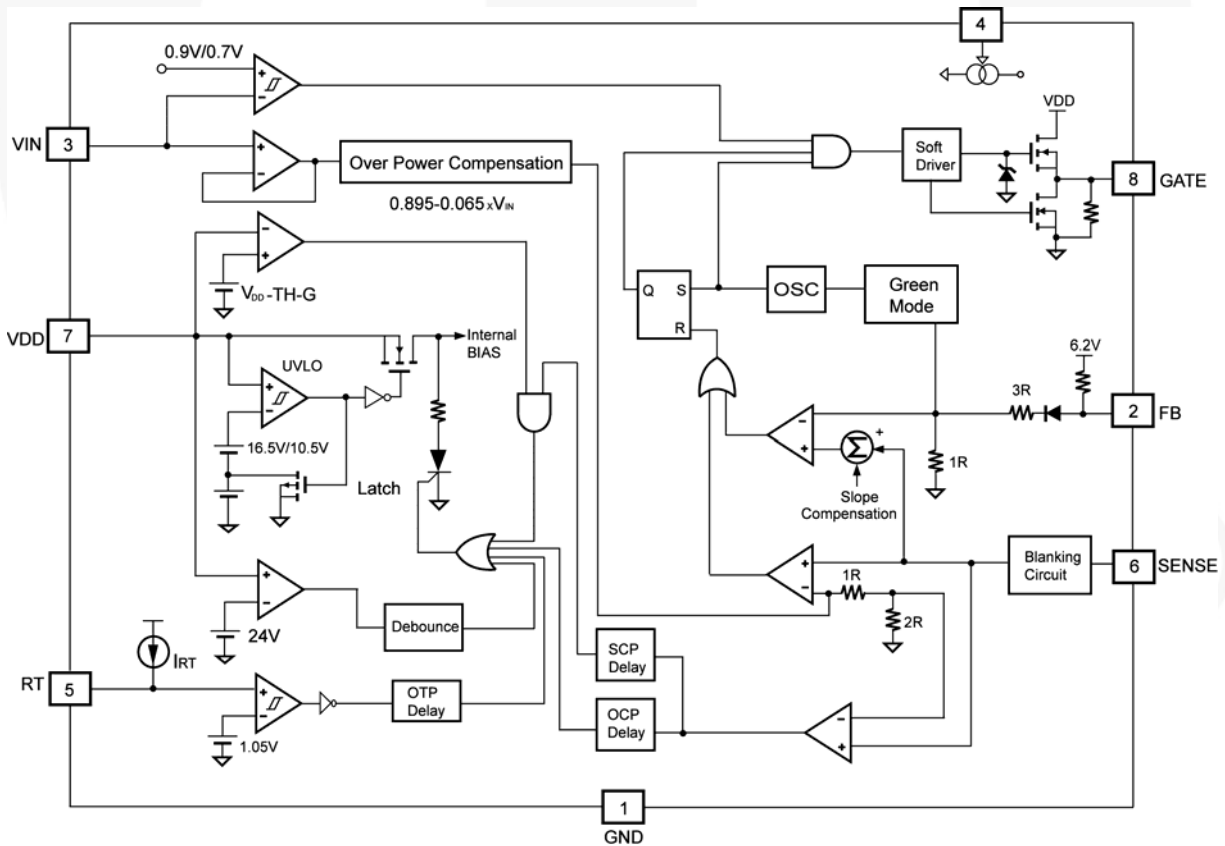 4
0.9V/0.7V
VDD
VIN
3
Over Power Compensation
Soft
Driver
8
GATE
0.895-0.065 xVIN
VDD-TH-G
Q
S
R
OSC
Green
Mode
VDD
7
Internal
BIAS
6.2V
UVLO
3R
2
FB
16.5V/10.5V
+
Σ
1R
Latch
Slope
Compensation
Blanking
Circuit
6
SENSE
1R
2R
24V
Debounce
SCP
Delay
IRT
RT
5
OTP
Delay
OCP
Delay
1.05V
1
GND